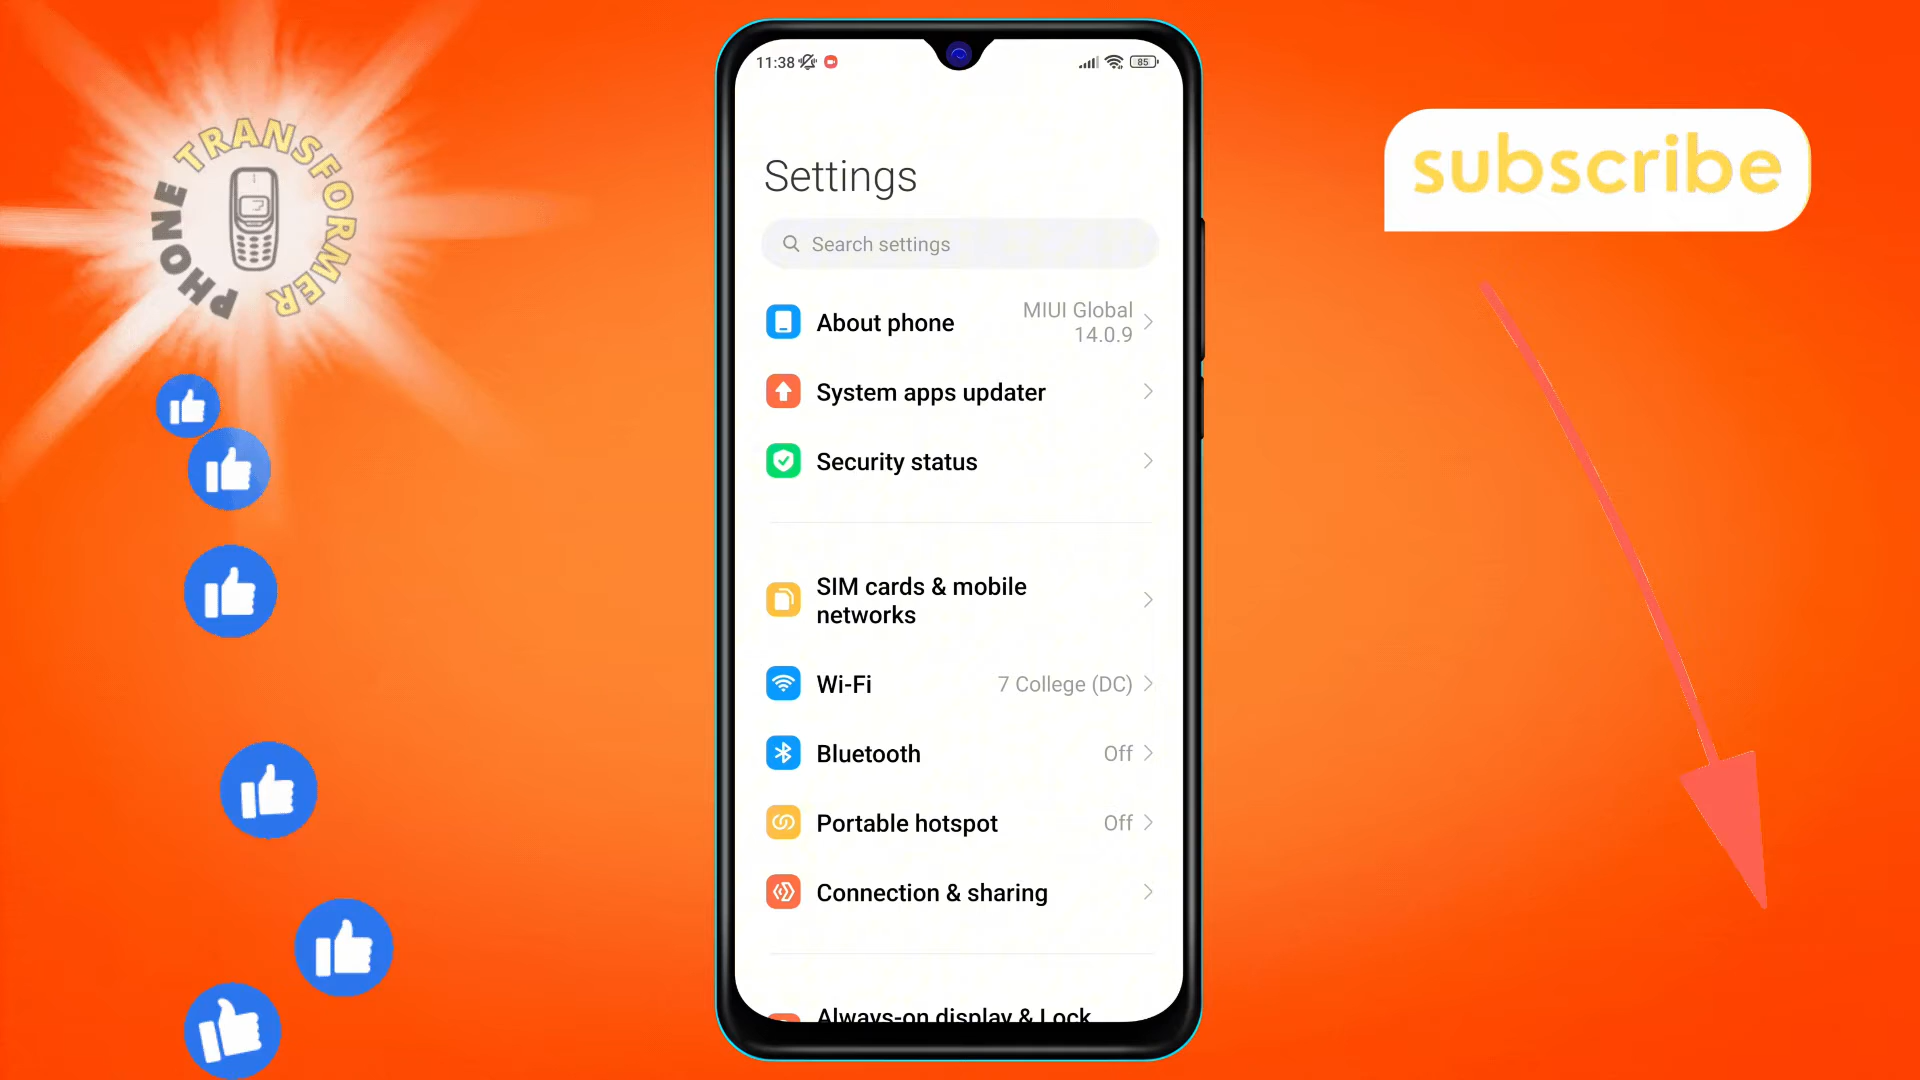 PHONE TRANSFORMER
subscribe
11:38
85
Settings
Search settings
About phone
MIUI Global
14.0.9
System apps updater
Security status
SIM cards & mobile
networks
Wi-Fi
7 College (DC)
Bluetooth
Off
Portable hotspot
Off
Connection & sharing
Always-on display & Lock